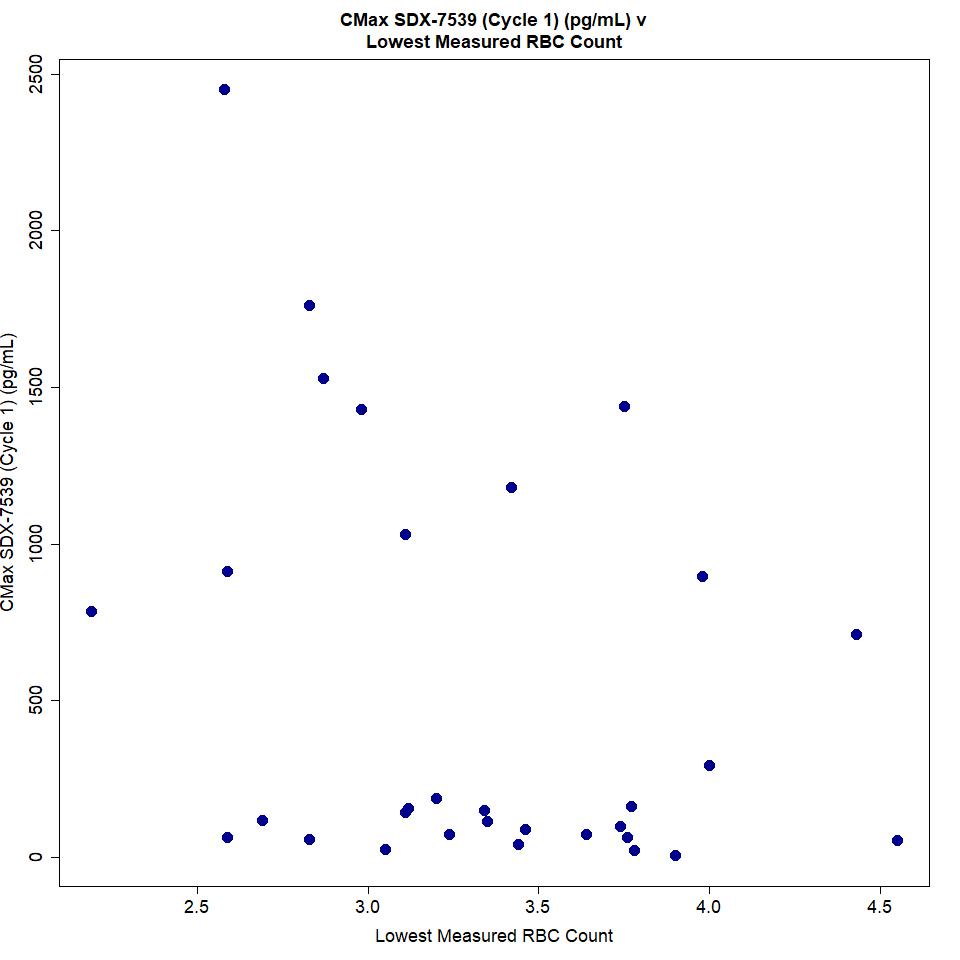 CMax SDX-7539 (Cycle 1) (pg/mL) v
Lowest Measured RBC Count
CMax SDX-7539 (Cycle 1) (pg/mL)
2500
2000
1500
1000
500
0
2.5 3.0 3.5 4.0 4.5
Lowest Measured RBC Count